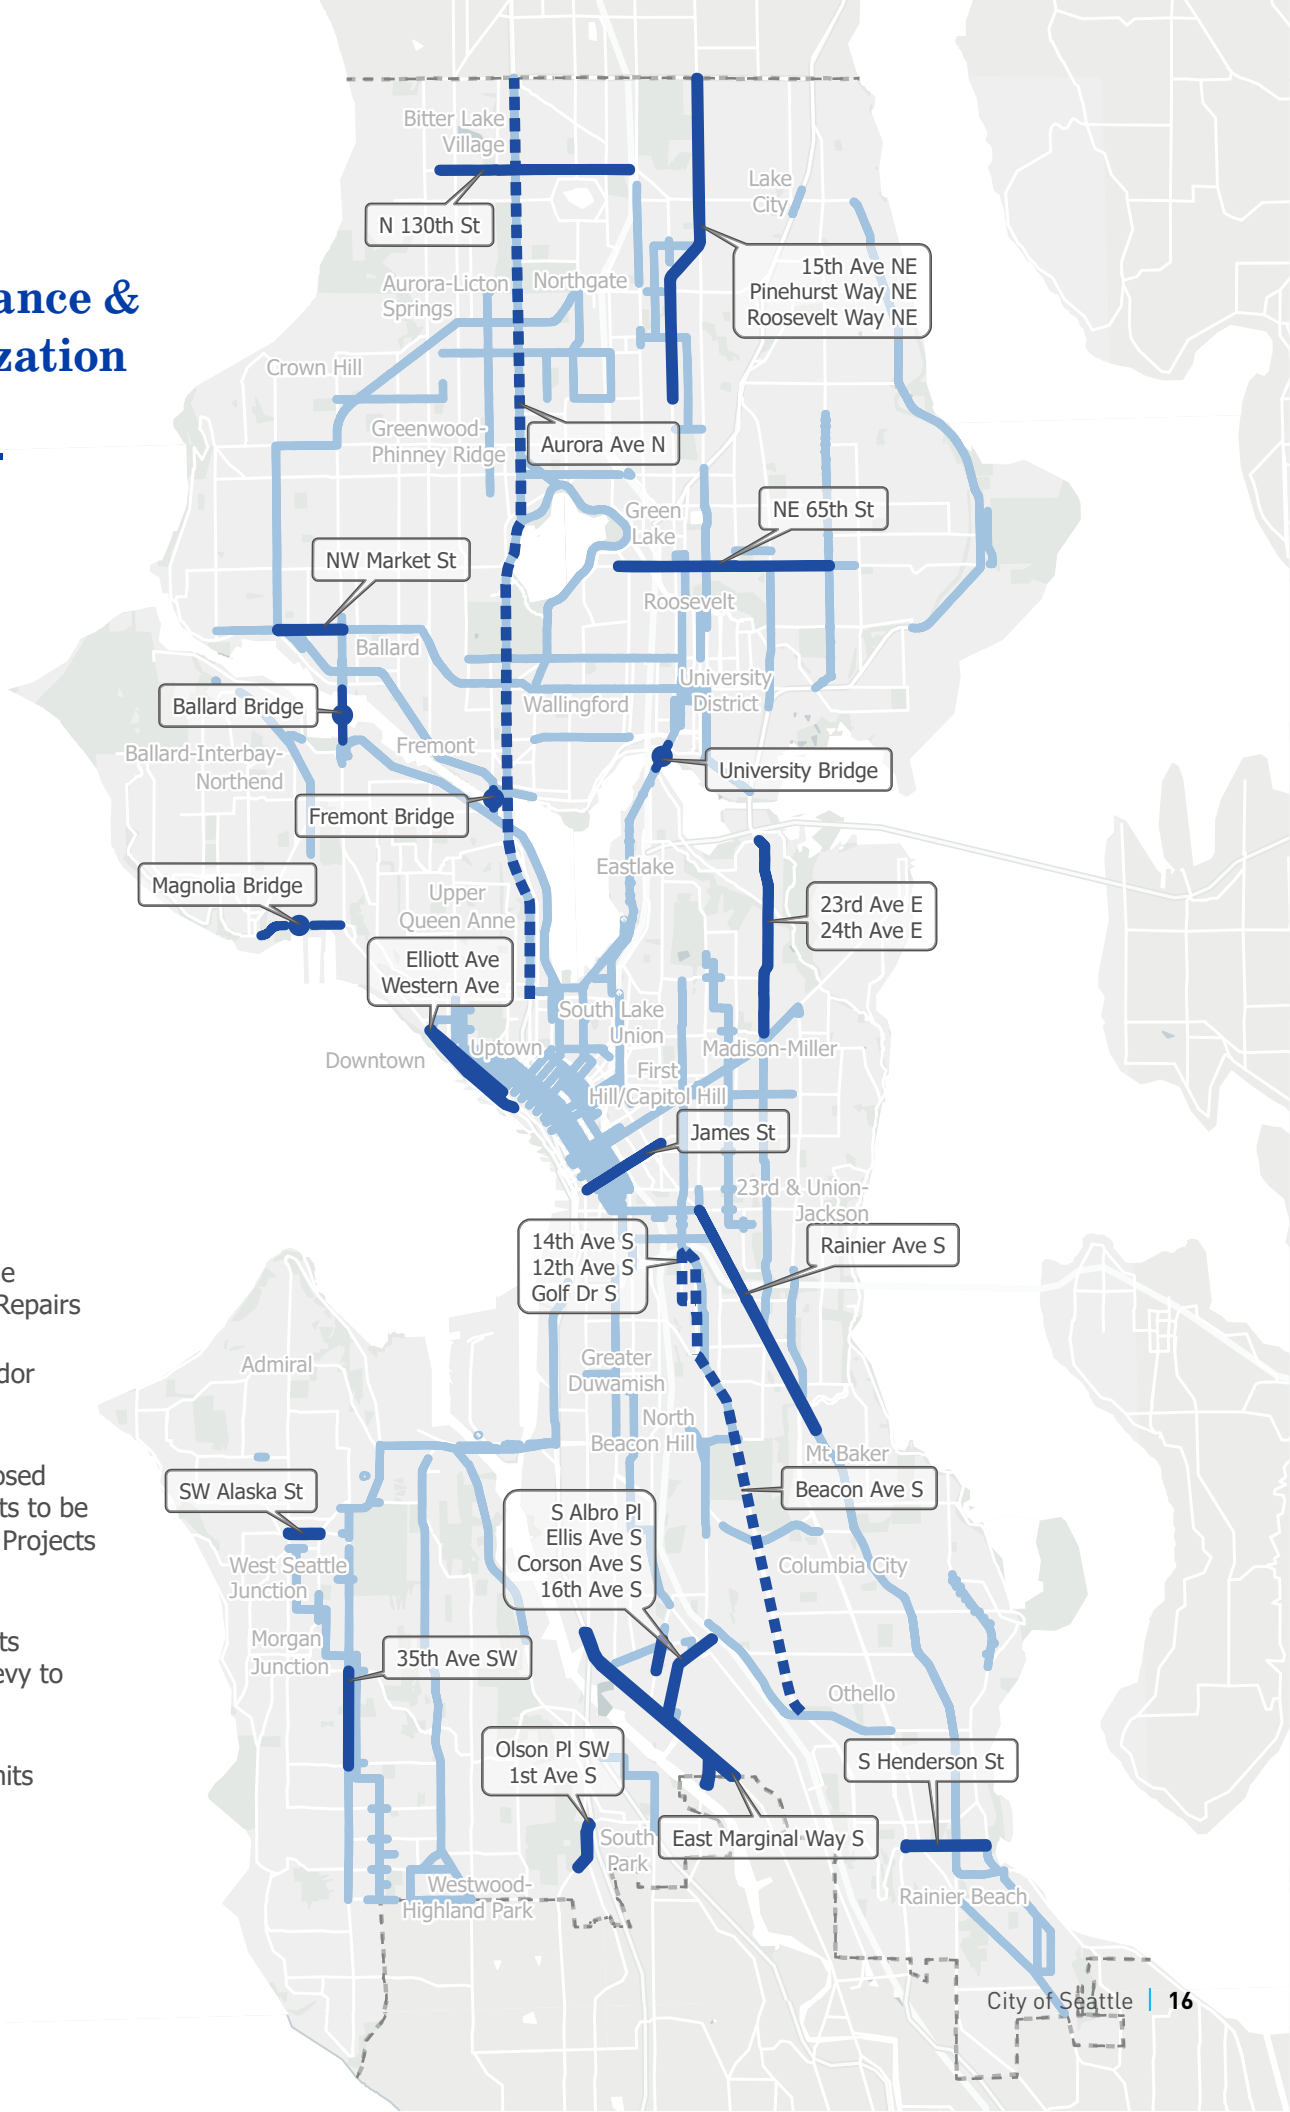 Bitter Lake
Village
Lake
City
N 130th St
15th Ave NE
Pinehurst Way NE
Roosevelt Way NE
Aurora-Licton
Springs
Northgate
ance &
ization
Crown Hill
Greenwood-
Phinney Ridge
Aurora Ave N
NE 65th St
Green
Lake
NW Market St
Roosevelt
Ballard
University
District
Wallingford
Ballard Bridge
Ballard-Interbay-
Northend
Fremont
University Bridge
Fremont Bridge
Eastlake
Magnolia Bridge
Upper
Queen Anne
23rd Ave E
24th Ave E
Elliott Ave
Western Ave
South Lake
Union
Uptown
Downtown
Madison-Miller
First
Hill/Capitol Hill
James St
23rd & Union-
Jackson
14th Ave S
12th Ave S
Golf Dr S
Rainier Ave S
e
Repairs
dor
Admiral
Greater
Duwamish
North
Beacon Hill
Mt Baker
osed
ts to be
Projects
SW Alaska St
Beacon Ave S
S Albro Pl
Ellis Ave S
Corson Ave S
16th Ave S
West Seattle
Junction
Columbia City
ts
evy to
Morgan
Junction
35th Ave SW
Othello
nits
Olson Pl SW
1st Ave S
S Henderson St
South
Park
East Marginal Way S
Westwood-
Highland Park
Rainier Beach
City of Seattle | 16